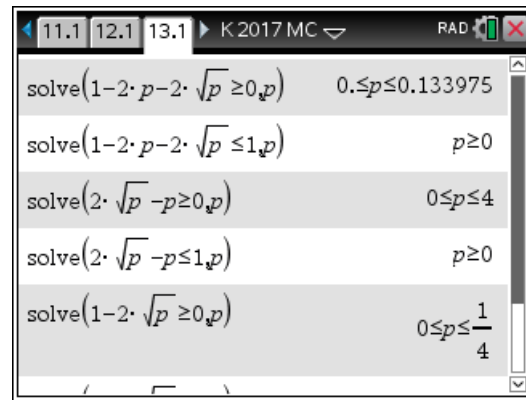 11.1 12.1 13.1 K 2017 MC RAD
solve(1−2·p−2·√p ≥0,p) 0.≤p≤0.133975
solve(1−2·p−2·√p ≤1,p) p≥0
solve(2·√p −p≥0,p) 0≤p≤4
solve(2·√p −p≤1,p) p≥0
solve(1−2·√p ≥0,p) 0≤p≤1/4